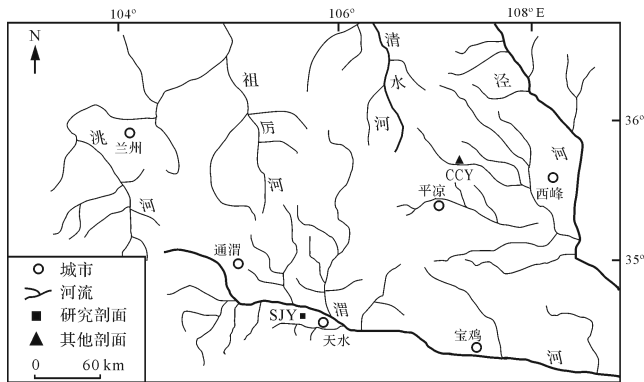 104° 106° 108°E
N
清水河
祖厉河
泾河
洮河
兰州
36°
CCY
平凉
西峰
通渭
35°
渭河
SJY
天水
宝鸡
城市
河流
研究剖面
其他剖面
0 60 km